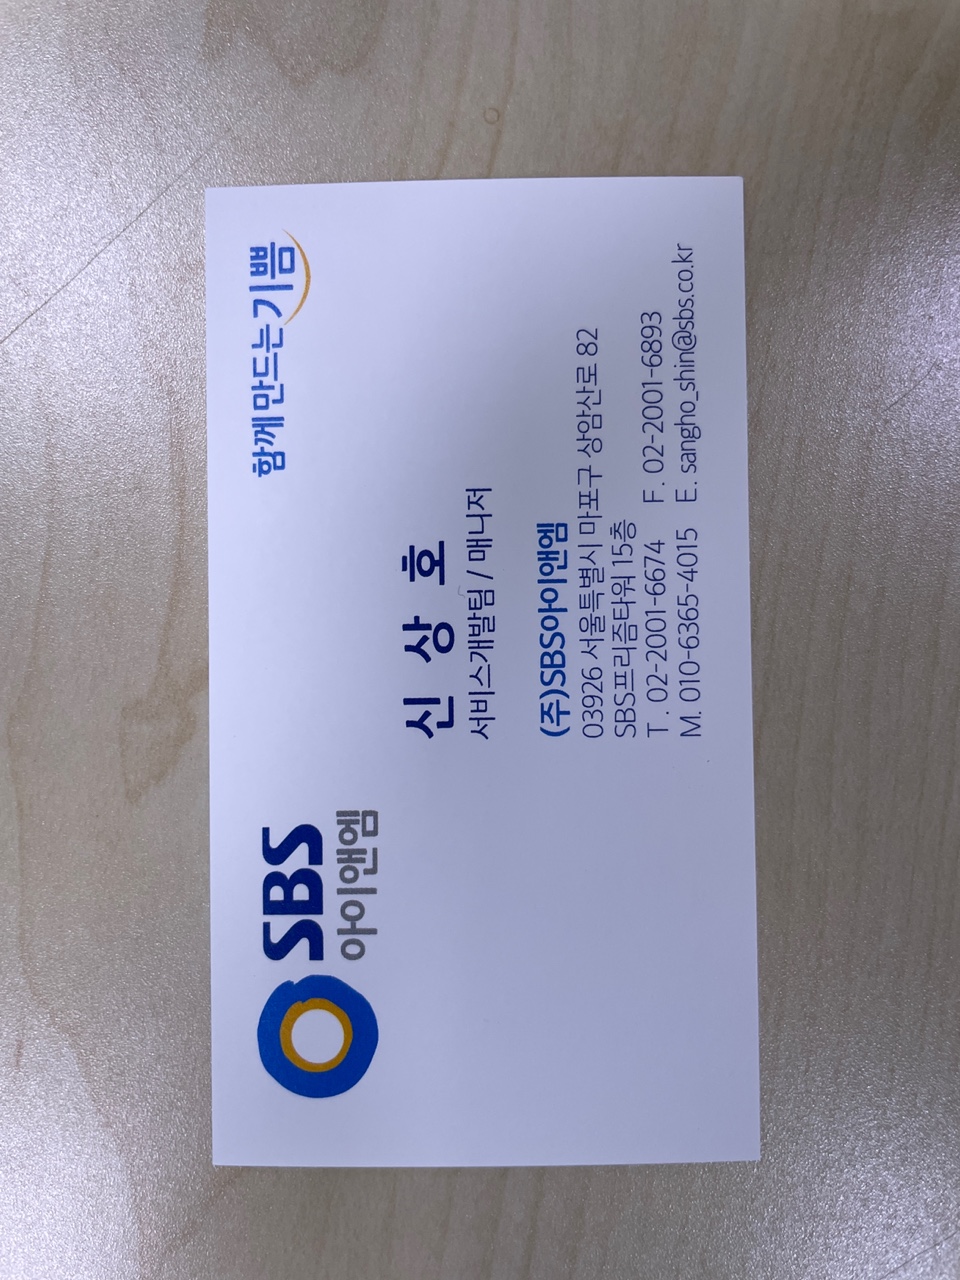 SBS
아이앤엠
함께 만드는 기쁨
신 상 호
서비스개발팀 / 매니저
(주)SBS아이앤엠
03926 서울특별시 마포구 상암산로 82
SBS프리즘타워 15층
T. 02-2001-6674 F. 02-2001-6893
M. 010-6365-4015 E. sangho_shin@sbs.co.kr